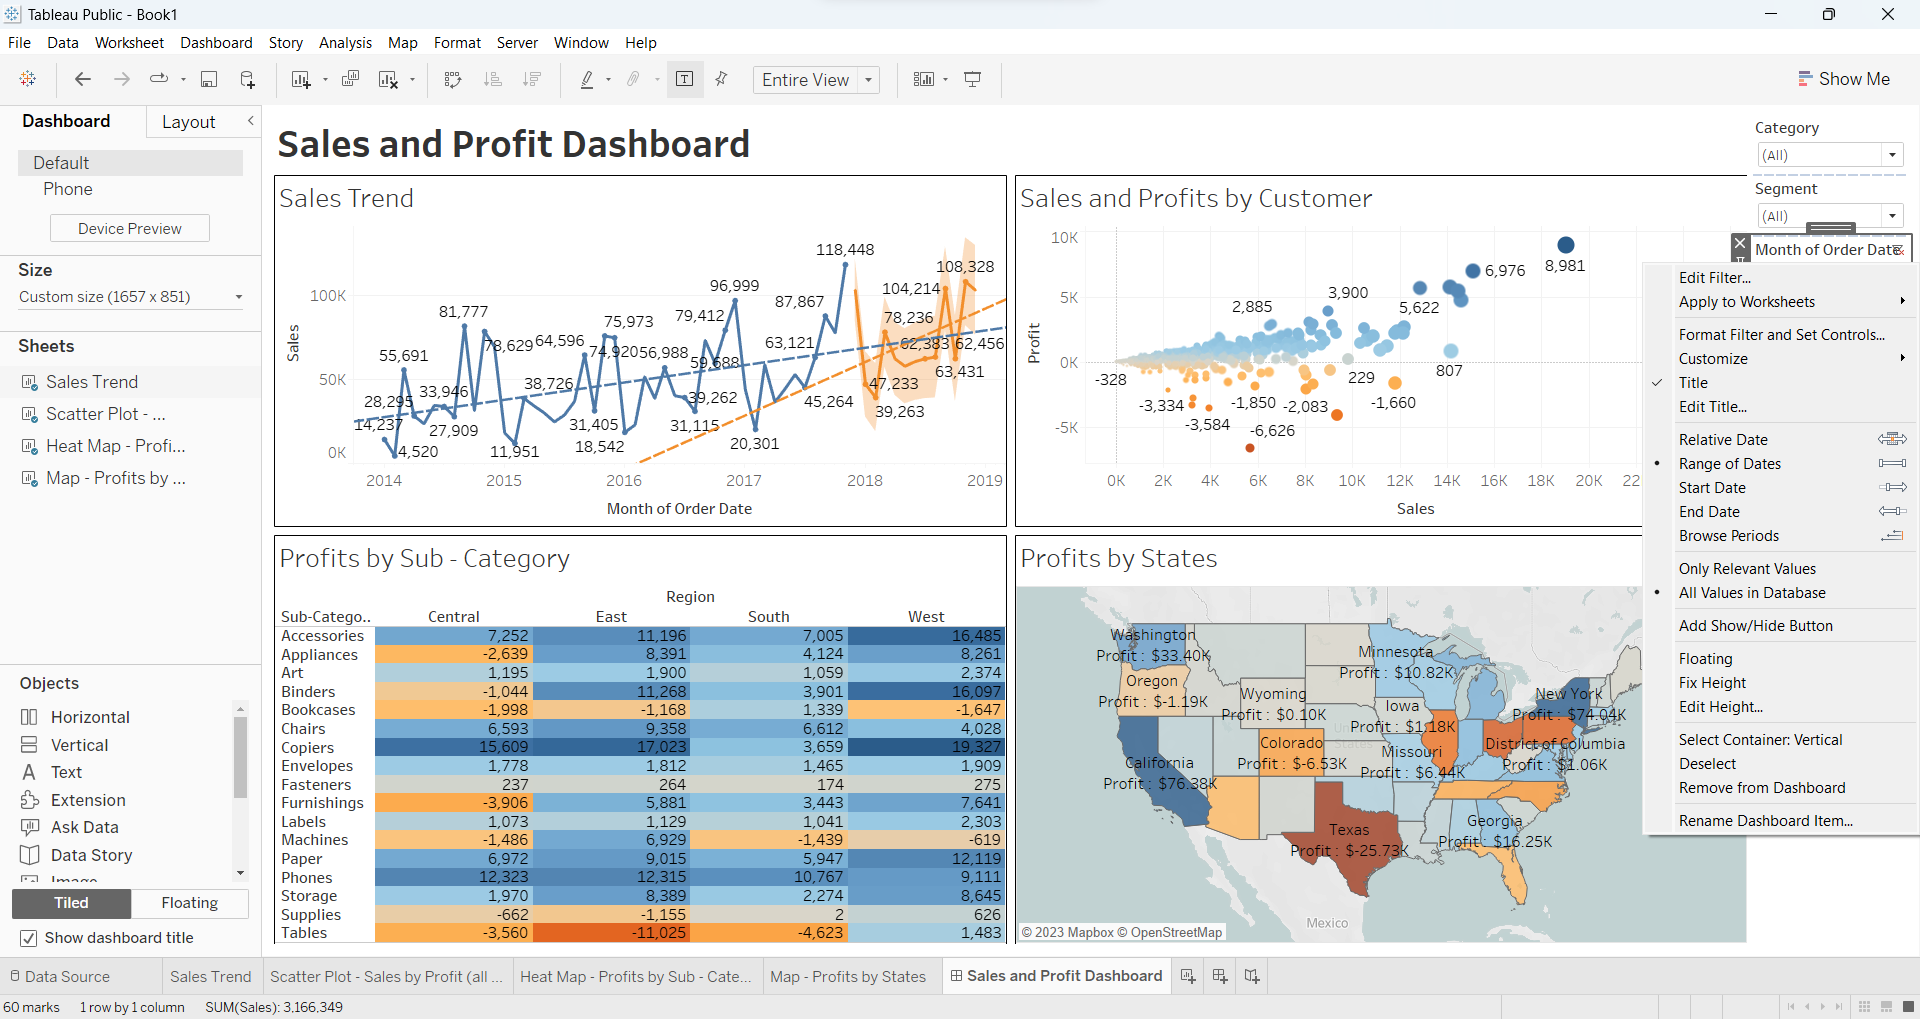 Tableau Public - Book1
File Data Worksheet Dashboard Story Analysis Map Format Server Window Help
Entire View
Show Me
Dashboard Layout
Default
Phone
Device Preview
Size
Custom size (1657 x 851)
Sheets
Sales Trend
Scatter Plot - ...
Heat Map - Profi...
Map - Profits by ...
Objects
Horizontal
Vertical
Text
Extension
Ask Data
Data Story
Image
Tiled Floating
Show dashboard title
Sales and Profit Dashboard
Sales Trend
118,448
108,328
96,999
104,214
100K
87,867
81,777
79,412
75,973
78,236
78,629
64,596
63,121
62,383
62,456
55,691
74,920
56,988
59,688
63,431
50K
38,726
47,233
33,946
28,295
39,262
45,264
39,263
14,237
27,909
31,405
31,115
4,520
11,951
18,542
20,301
0K
Sales
2014 2015 2016 2017 2018 2019
Month of Order Date
Sales and Profits by Customer
10K
8,981
6,976
5K
3,900
2,885
5,622
Profit
0K
807
-328
229
-3,334
-1,850
-2,083
-1,660
-3,584
-6,626
-5K
0K 2K 4K 6K 8K 10K 12K 14K 16K 18K 20K 22
Sales
Category
(All)
Segment
(All)
Month of Order Date
Edit Filter...
Apply to Worksheets
Format Filter and Set Controls...
Customize
Title
Edit Title...
Relative Date
Range of Dates
Start Date
End Date
Browse Periods
Only Relevant Values
All Values in Database
Add Show/Hide Button
Floating
Fix Height
Edit Height...
Select Container: Vertical
Deselect
Remove from Dashboard
Rename Dashboard Item...
Profits by Sub - Category
Region
Sub-Catego.. Central East South West
Accessories 7,252 11,196 7,005 16,485
Appliances -2,639 8,391 4,124 8,261
Art 1,195 1,900 1,059 2,374
Binders -1,044 11,268 3,901 16,097
Bookcases -1,998 -1,168 1,339 -1,647
Chairs 6,593 9,358 6,612 4,028
Copiers 15,609 17,023 3,659 19,327
Envelopes 1,778 1,812 1,465 1,909
Fasteners 237 264 174 275
Furnishings -3,906 5,881 3,443 7,641
Labels 1,073 1,129 1,041 2,303
Machines -1,486 6,929 -1,439 -619
Paper 6,972 9,015 5,947 12,119
Phones 12,323 12,315 10,767 9,111
Storage 1,970 8,389 2,274 8,645
Supplies -662 -1,155 2 626
Tables -3,560 -11,025 -4,623 1,483
Profits by States
Washington
Profit : $33.40K
Minnesota
Profit : $10.82K
Oregon
Profit : $-1.19K
Wyoming
Profit : $0.10K
New York
Profit : $74.04K
Iowa
Profit : $1.18K
Colorado
Profit : $-6.53K
Missouri
Profit : $6.44K
District of Columbia
Profit : $1.06K
California
Profit : $76.38K
Texas
Profit : $-25.73K
Georgia
Profit : $16.25K
Mexico
© 2023 Mapbox © OpenStreetMap
Data Source Sales Trend Scatter Plot - Sales by Profit (all ... Heat Map - Profits by Sub - Cate... Map - Profits by States Sales and Profit Dashboard
60 marks 1 row by 1 column SUM(Sales): 3,166,349